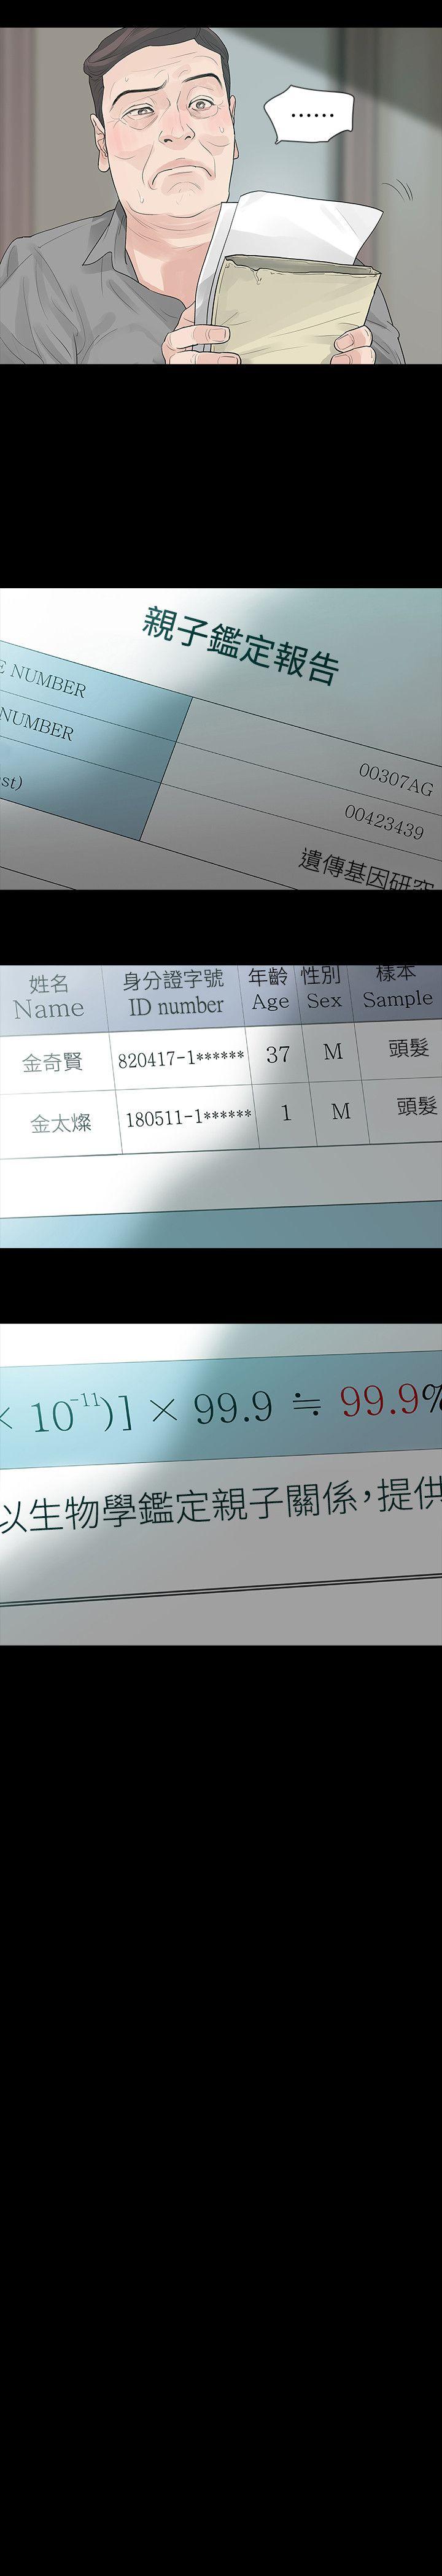 ……
親子鑑定報告
E NUMBER
00307AG
NUMBER
00423439
st)
遺傳基因研究
姓名 身分證字號 年齡 性別 樣本
Name ID number Age Sex Sample
金奇賢 820417-1****** 37 M 頭髮
金太燦 180511-1****** 1 M 頭髮
× 10⁻¹¹)] × 99.9 ≒ 99.9%
以生物學鑑定親子關係，提供